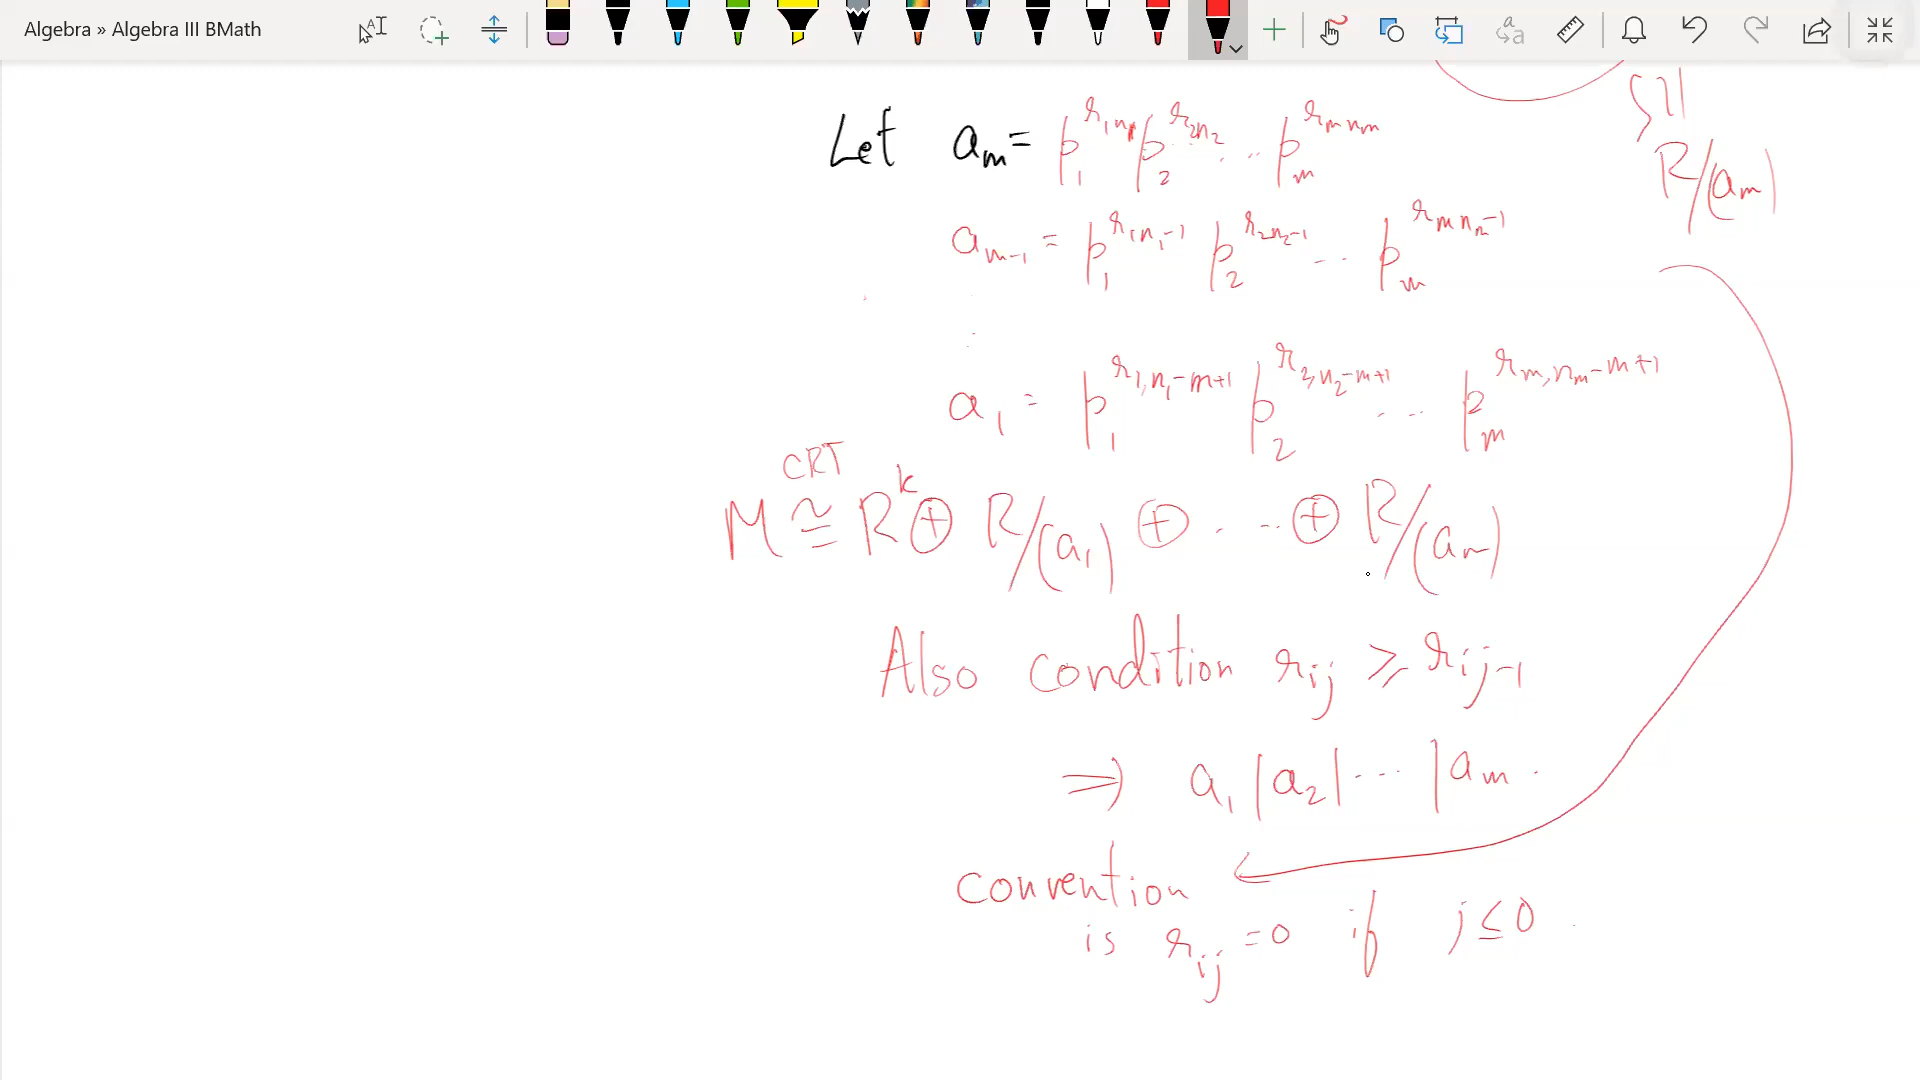 Algebra » Algebra III BMath
Let a_m = p_1^{r_{1n_1}} p_2^{r_{2n_2}} ... p_m^{r_{mn_m}}
R/(a_m)
a_{m-1} = p_1^{r_{1n_1-1}} p_2^{r_{2n_2-1}} ... p_m^{r_{mn_m-1}}
a_1 = p_1^{r_{1,n_1-m+1}} p_2^{r_{2,n_2-m+1}} ... p_m^{r_{m,n_m-m+1}}
CRT
M ≅ R^k ⊕ R/(a_1) ⊕ ... ⊕ R/(a_m)
Also condition r_{ij} ≥ r_{ij-1}
⇒ a_1 | a_2 | ... | a_m .
convention
is r_{ij} = 0 if j ≤ 0 .